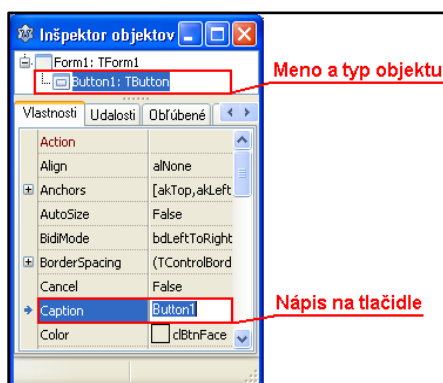 Inšpektor objektov
Form1: TForm1
Button1: TButton
Meno a typ objektu
Vlastnosti Udalosti Obľúbené
Action
Align alNone
Anchors [akTop,akLeft
AutoSize False
BidiMode bdLeftToRight
BorderSpacing (TControlBord
Cancel False
Caption Button1
Nápis na tlačidle
Color clBtnFace